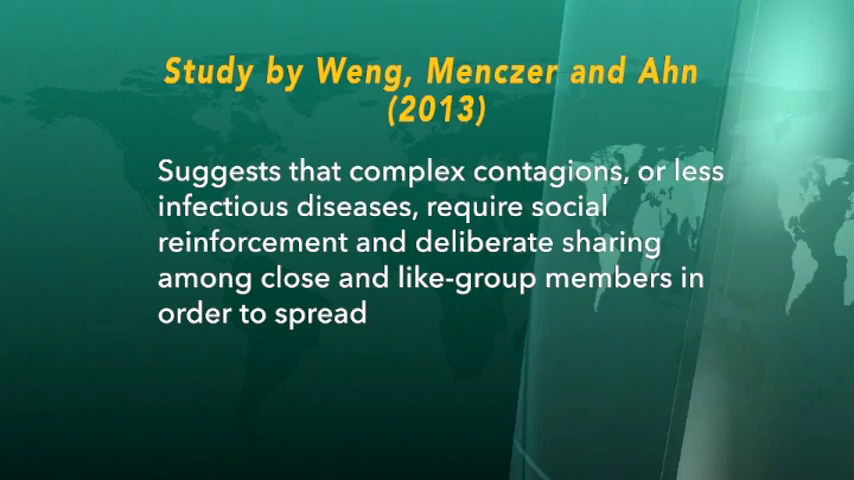 Study by Weng, Menczer and Ahn
(2013)
Suggests that complex contagions, or less
infectious diseases, require social
reinforcement and deliberate sharing
among close and like-group members in
order to spread